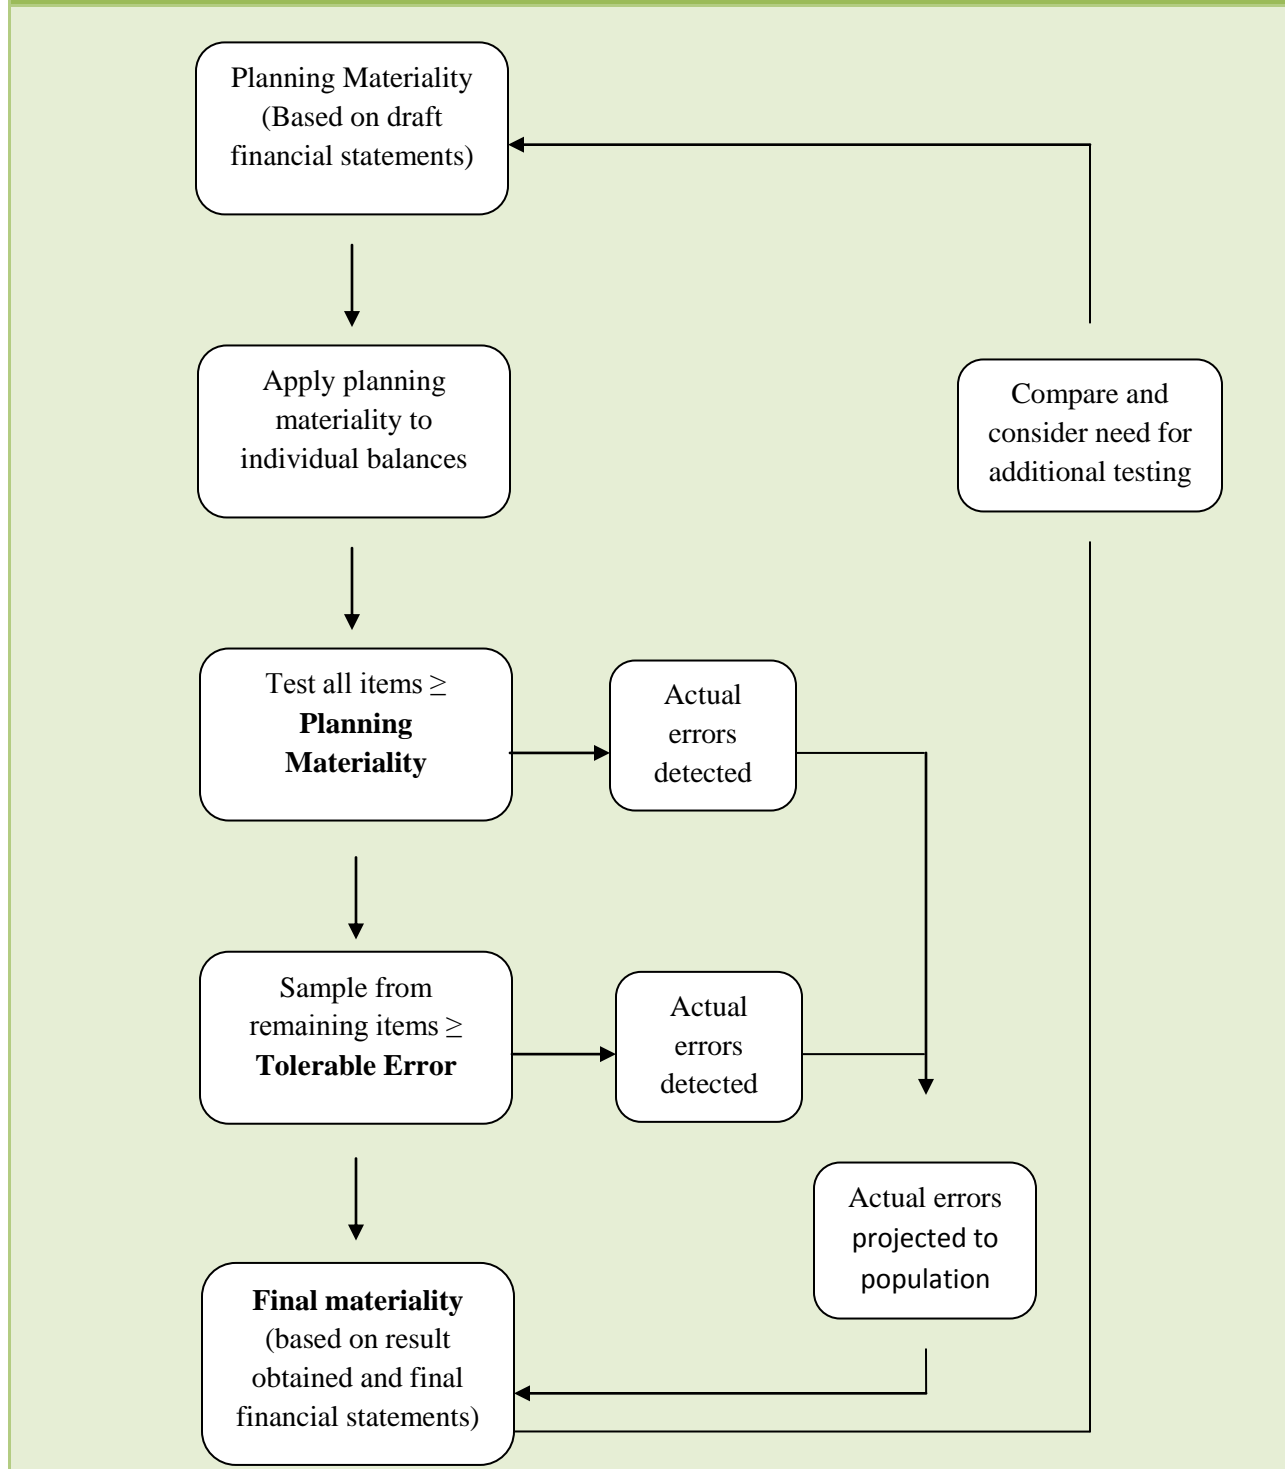 Planning Materiality
(Based on draft
financial statements)
Apply planning
materiality to
individual balances
Compare and
consider need for
additional testing
Test all items ≥
Planning
Materiality
Actual
errors
detected
Sample from
remaining items ≥
Tolerable Error
Actual
errors
detected
Actual errors
projected to
population
Final materiality
(based on result
obtained and final
financial statements)